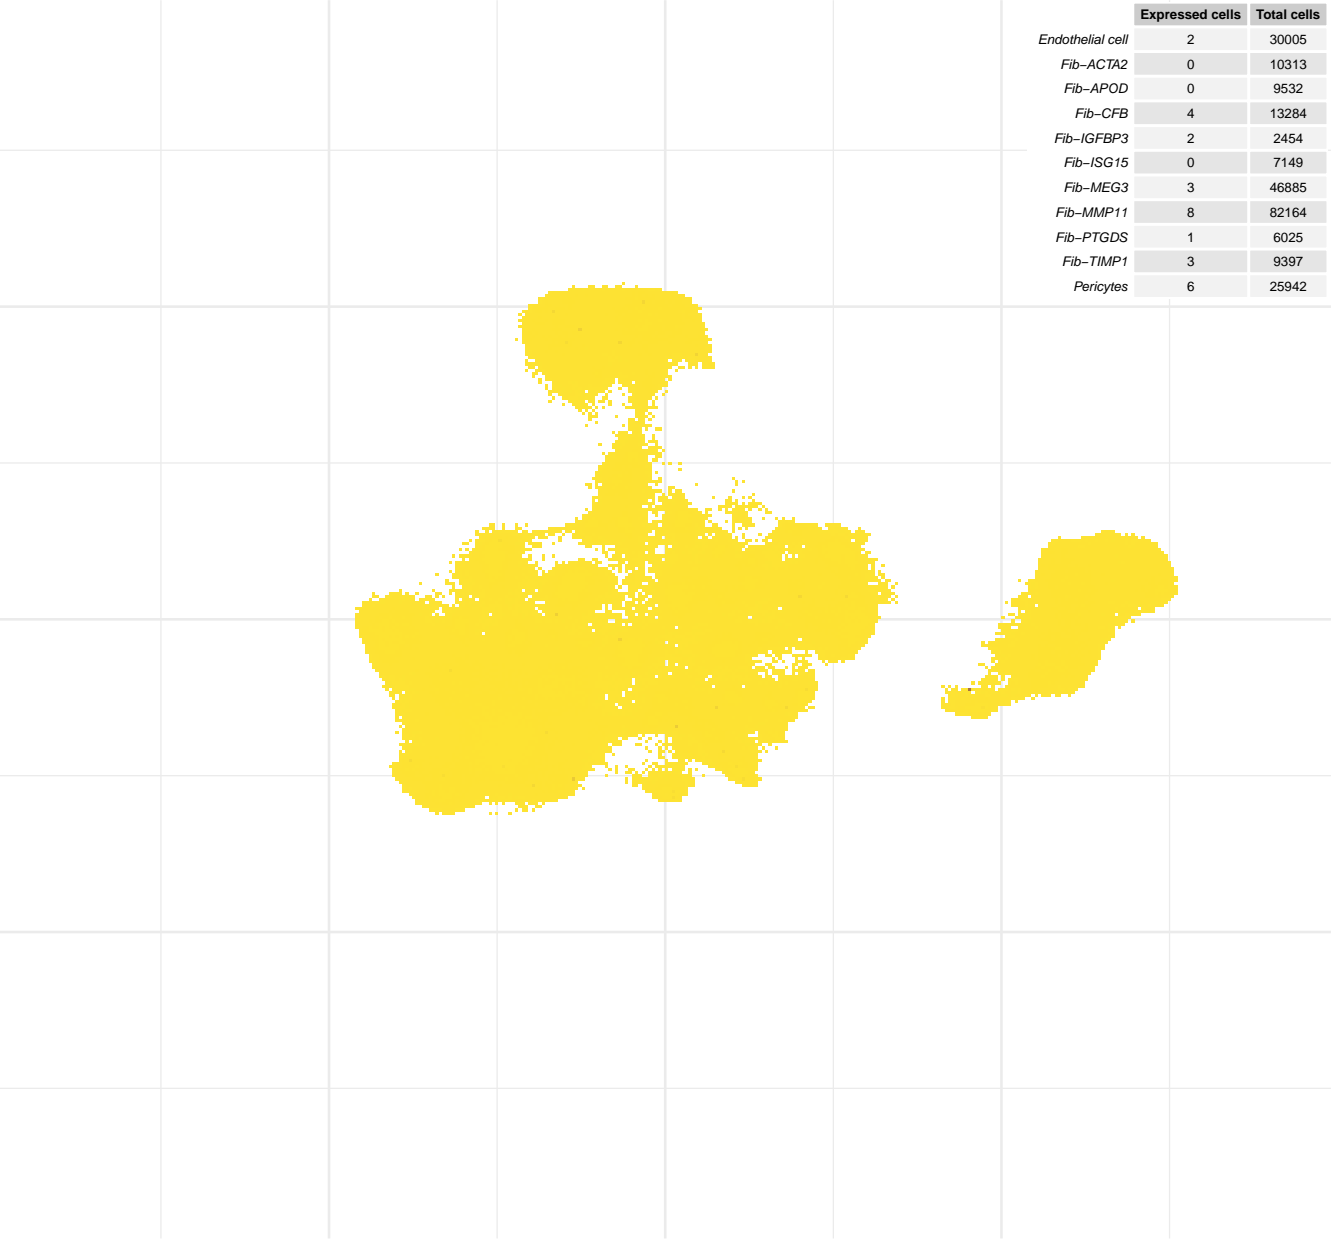 Expressed cells Total cells
Endothelial cell 2 30005
Fib−ACTA2 0 10313
Fib−APOD 0 9532
Fib−CFB 4 13284
Fib−IGFBP3 2 2454
Fib−ISG15 0 7149
Fib−MEG3 3 46885
Fib−MMP11 8 82164
Fib−PTGDS 1 6025
Fib−TIMP1 3 9397
Pericytes 6 25942